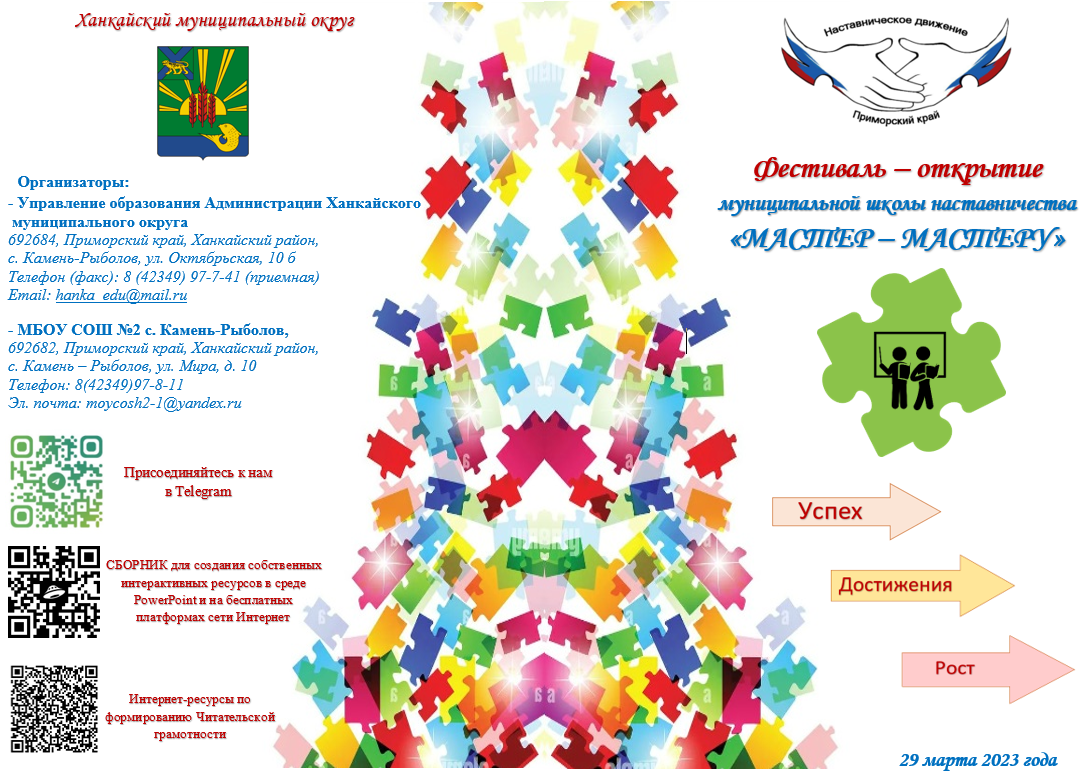 Ханкайский муниципальный округ
Организаторы:
- Управление образования Администрации Ханкайского
муниципального округа
692684, Приморский край, Ханкайский район,
с. Камень-Рыболов, ул. Октябрьская, 10 б
Телефон (факс): 8 (42349) 97-7-41 (приемная)
Email: hanka_edu@mail.ru
- МБОУ СОШ №2 с. Камень-Рыболов,
692682, Приморский край, Ханкайский район,
с. Камень – Рыболов, ул. Мира, д. 10
Телефон: 8(42349)97-8-11
Эл. почта: moycosh2-1@yandex.ru
Присоединяйтесь к нам
в Telegram
СБОРНИК для создания собственных
интерактивных ресурсов в среде
PowerPoint и на бесплатных
платформах сети Интернет
Интернет-ресурсы по
формированию Читательской
грамотности
Наставническое движение
Приморский край
Фестиваль – открытие
муниципальной школы наставничества
«МАСТЕР – МАСТЕРУ»
Успех
Достижения
Рост
29 марта 2023 года